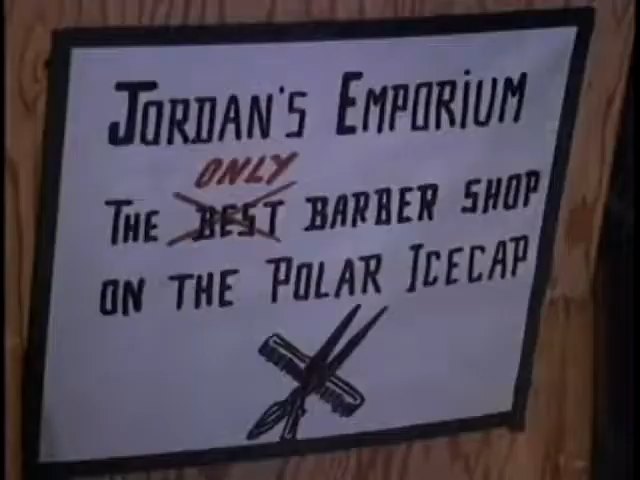 JORDAN'S EMPORIUM
ONLY
THE BEST BARBER SHOP
ON THE POLAR ICECAP